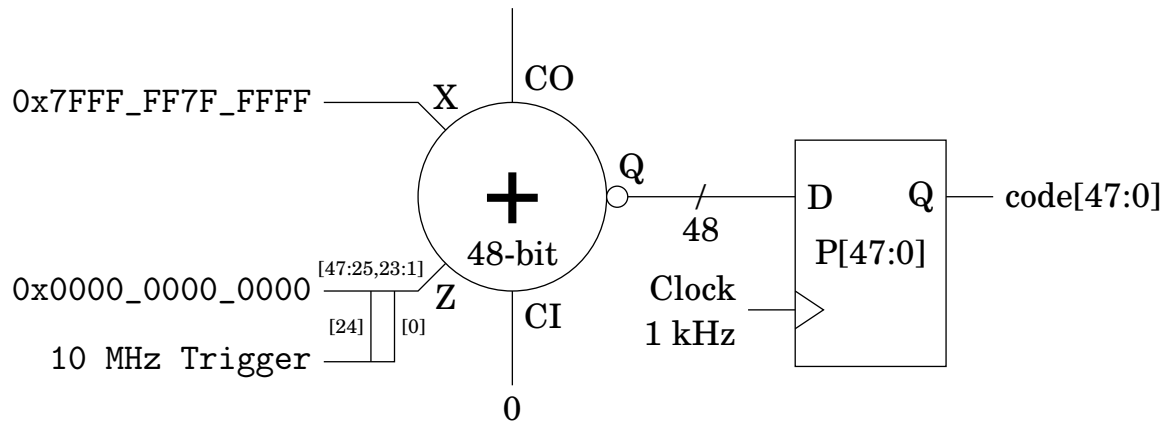 CO
0x7FFF_FF7F_FFFF
X
Q
+
48-bit
48
D
Q
code[47:0]
P[47:0]
[47:25,23:1]
0x0000_0000_0000
Z
CI
Clock
1 kHz
[24]
[0]
10 MHz Trigger
0